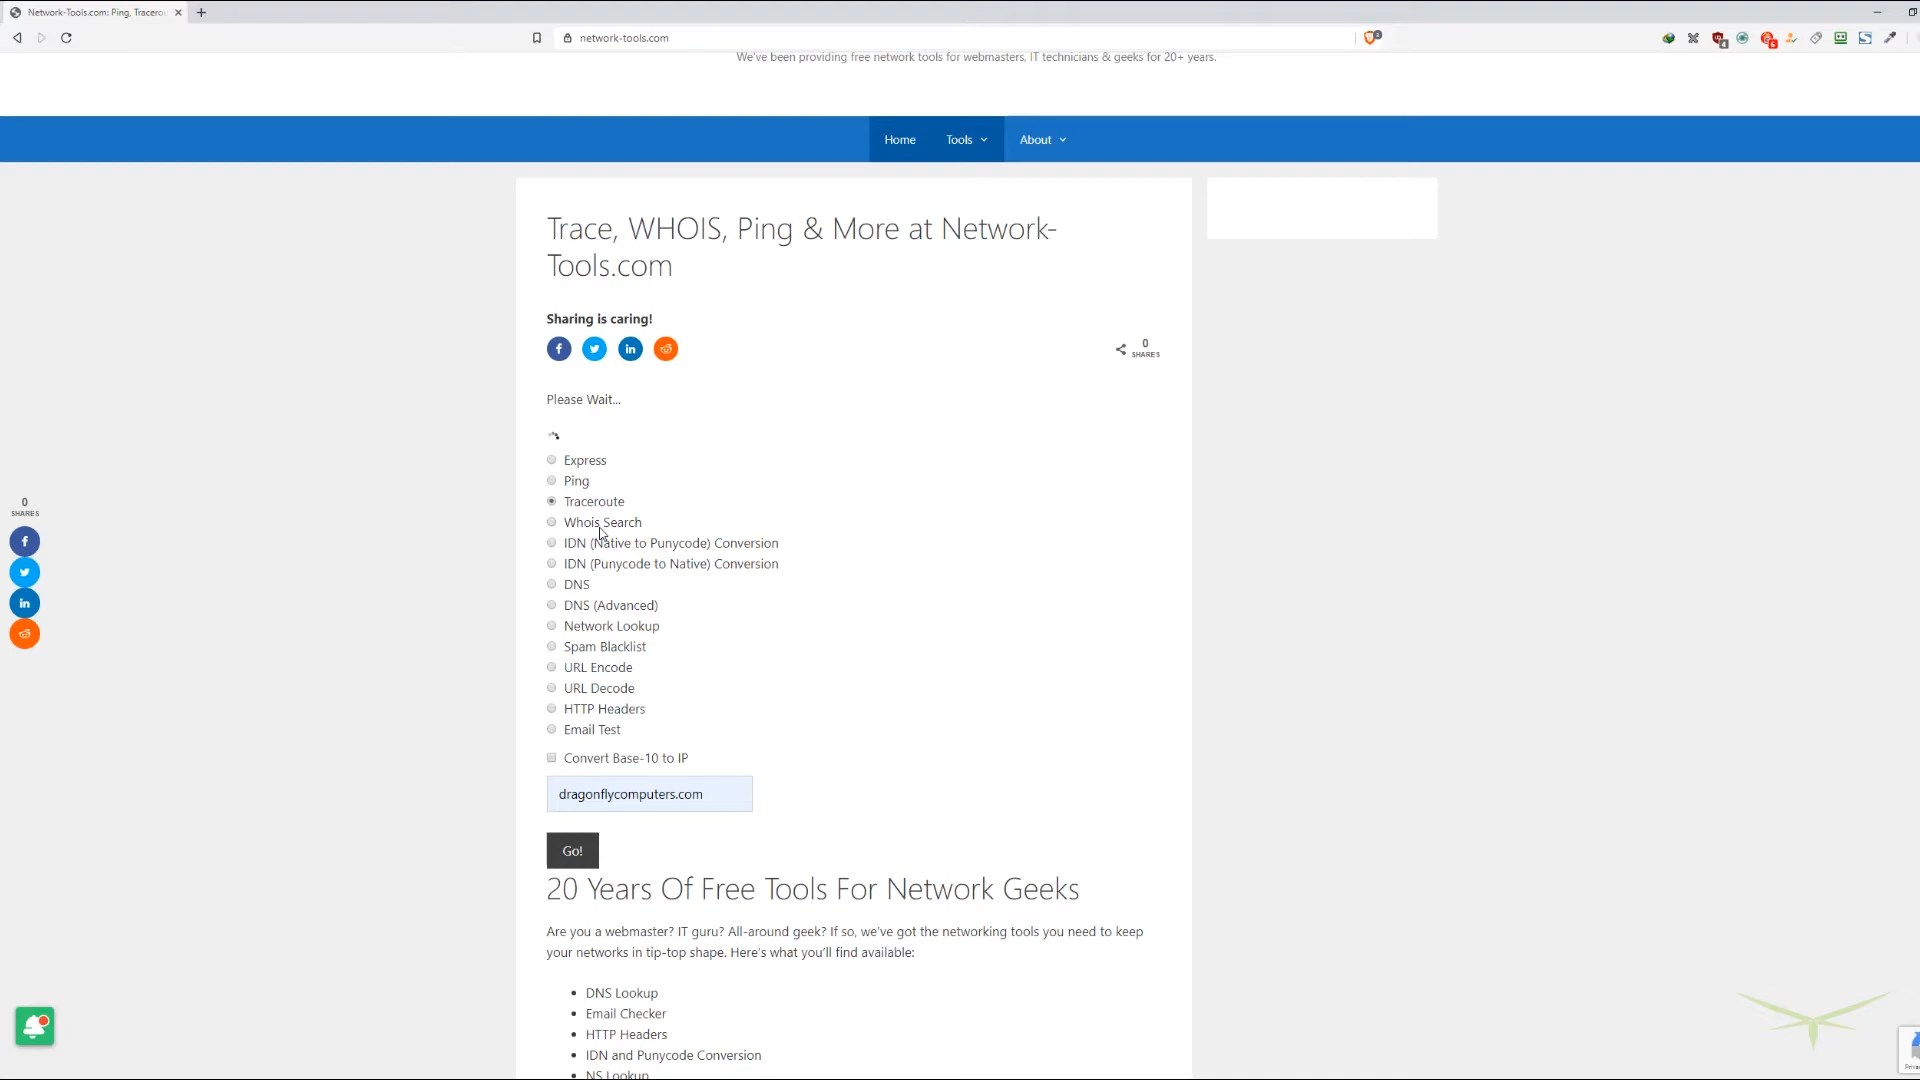 Network-Tools.com: Ping, Tracerou
network-tools.com
We've been providing free network tools for webmasters, IT technicians & geeks for 20+ years.
Home Tools About
Trace, WHOIS, Ping & More at Network-
Tools.com
Sharing is caring!
0
SHARES
Please Wait...
Express
Ping
Traceroute
Whois Search
IDN (Native to Punycode) Conversion
IDN (Punycode to Native) Conversion
DNS
DNS (Advanced)
Network Lookup
Spam Blacklist
URL Encode
URL Decode
HTTP Headers
Email Test
Convert Base-10 to IP
dragonflycomputers.com
Go!
0
SHARES
20 Years Of Free Tools For Network Geeks
Are you a webmaster? IT guru? All-around geek? If so, we've got the networking tools you need to keep
your networks in tip-top shape. Here's what you'll find available:
• DNS Lookup
• Email Checker
• HTTP Headers
• IDN and Punycode Conversion
• NS Lookup